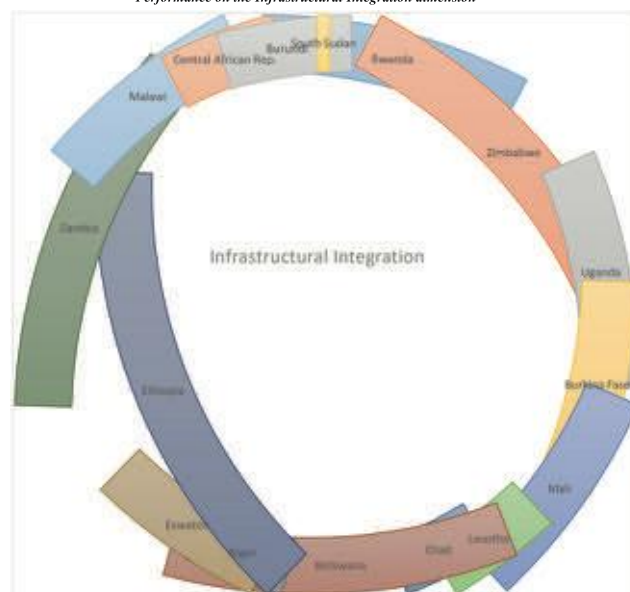 Performance on the Infrastructural Integration dimension
South Sudan
Burundi
Central African Rep.
Rwanda
Malawi
Zimbabwe
Zambia
Infrastructural Integration
Uganda
Burkina Faso
Ethiopia
Mali
Eswatini
Niger
Lesotho
Chad
Botswana